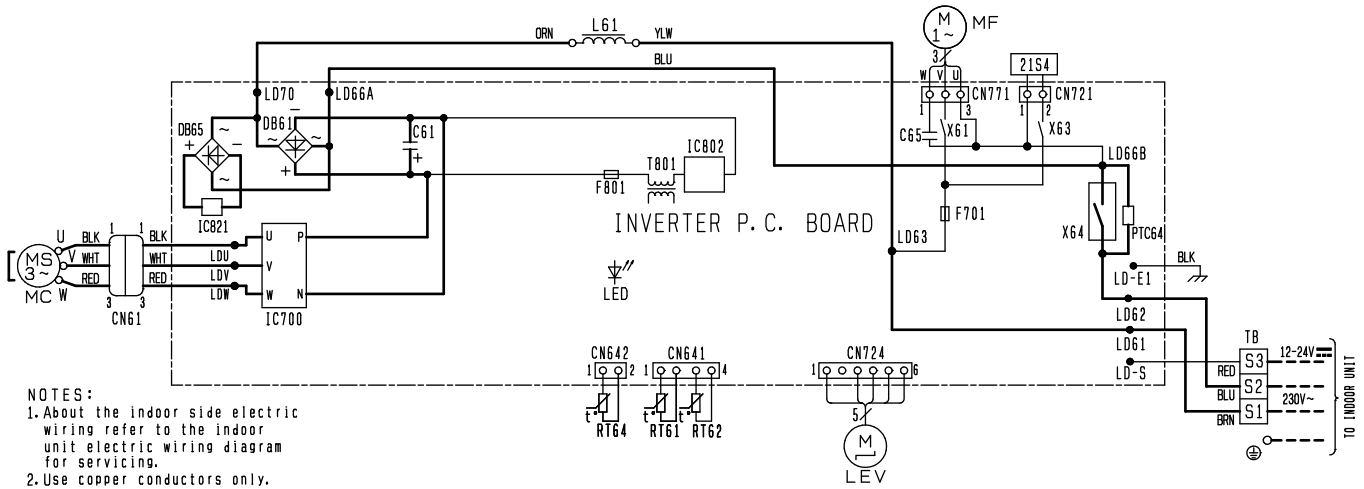 ORN L61 YLW
BLU
M
1~
MF
3
W V U
21S4
CN771
CN721
1 3 1 2
LD70
LD66A
DB65
DB61
~ ~
+ −
~ ~
− +
C61
+
C65
X61
X63
IC802
T801
F801
LD66B
IC821
INVERTER P. C. BOARD
F701
X64
PTC64
LD63
U
V
W
MS
3~
MC
BLK
WHT
RED
1 1
3 3
CN61
BLK
WHT
RED
LDU
LDV
LDW
U P
V
W N
IC700
LED
BLK
LD-E1
LD62
LD61
LD-S
TB
S3
S2
S1
RED
BLU
BRN
12-24V
230V~
TO INDOOR UNIT
CN642
1 2
CN641
1 4
CN724
1 6
t°
RT64
t°
RT61
t°
RT62
5
M
LEV
NOTES:
1. About the indoor side electric
wiring refer to the indoor
unit electric wiring diagram
for servicing.
2. Use copper conductors only.